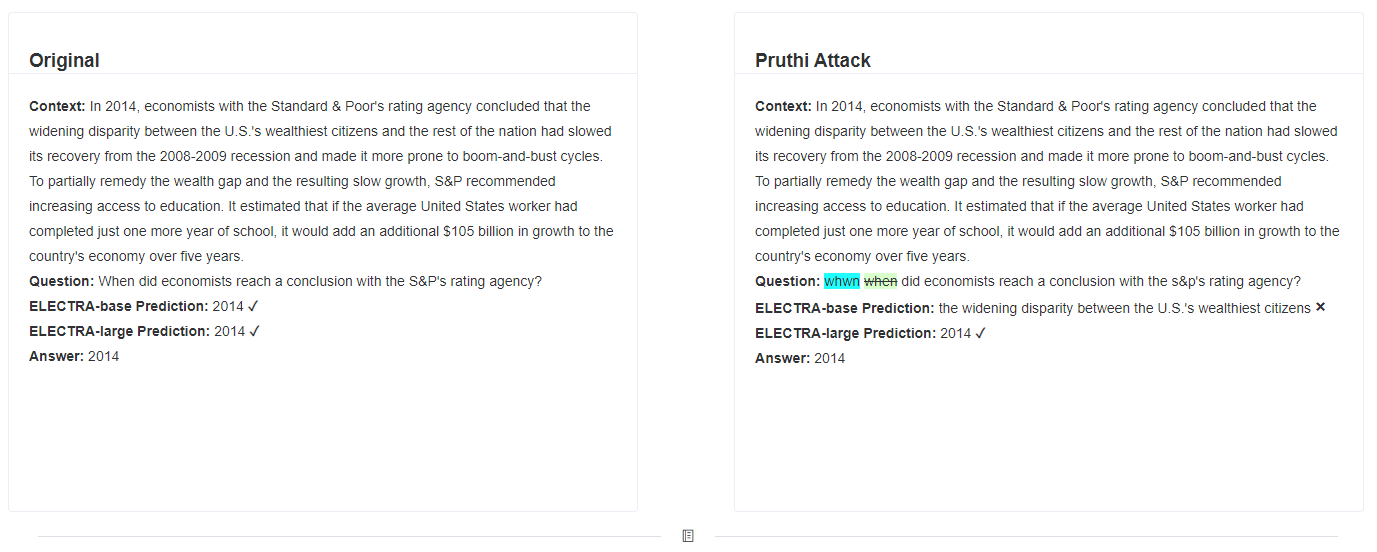 Original
Context: In 2014, economists with the Standard & Poor's rating agency concluded that the
widening disparity between the U.S.'s wealthiest citizens and the rest of the nation had slowed
its recovery from the 2008-2009 recession and made it more prone to boom-and-bust cycles.
To partially remedy the wealth gap and the resulting slow growth, S&P recommended
increasing access to education. It estimated that if the average United States worker had
completed just one more year of school, it would add an additional $105 billion in growth to the
country's economy over five years.
Question: When did economists reach a conclusion with the S&P's rating agency?
ELECTRA-base Prediction: 2014 ✓
ELECTRA-large Prediction: 2014 ✓
Answer: 2014
Pruthi Attack
Context: In 2014, economists with the Standard & Poor's rating agency concluded that the
widening disparity between the U.S.'s wealthiest citizens and the rest of the nation had slowed
its recovery from the 2008-2009 recession and made it more prone to boom-and-bust cycles.
To partially remedy the wealth gap and the resulting slow growth, S&P recommended
increasing access to education. It estimated that if the average United States worker had
completed just one more year of school, it would add an additional $105 billion in growth to the
country's economy over five years.
Question: whwn when did economists reach a conclusion with the s&p's rating agency?
ELECTRA-base Prediction: the widening disparity between the U.S.'s wealthiest citizens ✕
ELECTRA-large Prediction: 2014 ✓
Answer: 2014